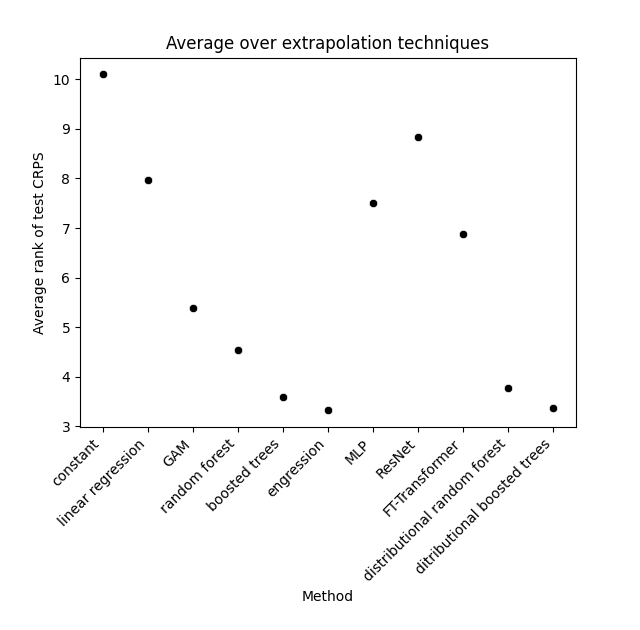 Average over extrapolation techniques
Average rank of test CRPS
10
9
8
7
6
5
4
3
constant
linear regression
GAM
random forest
boosted trees
engression
MLP
ResNet
FT-Transformer
distributional random forest
ditributional boosted trees
Method